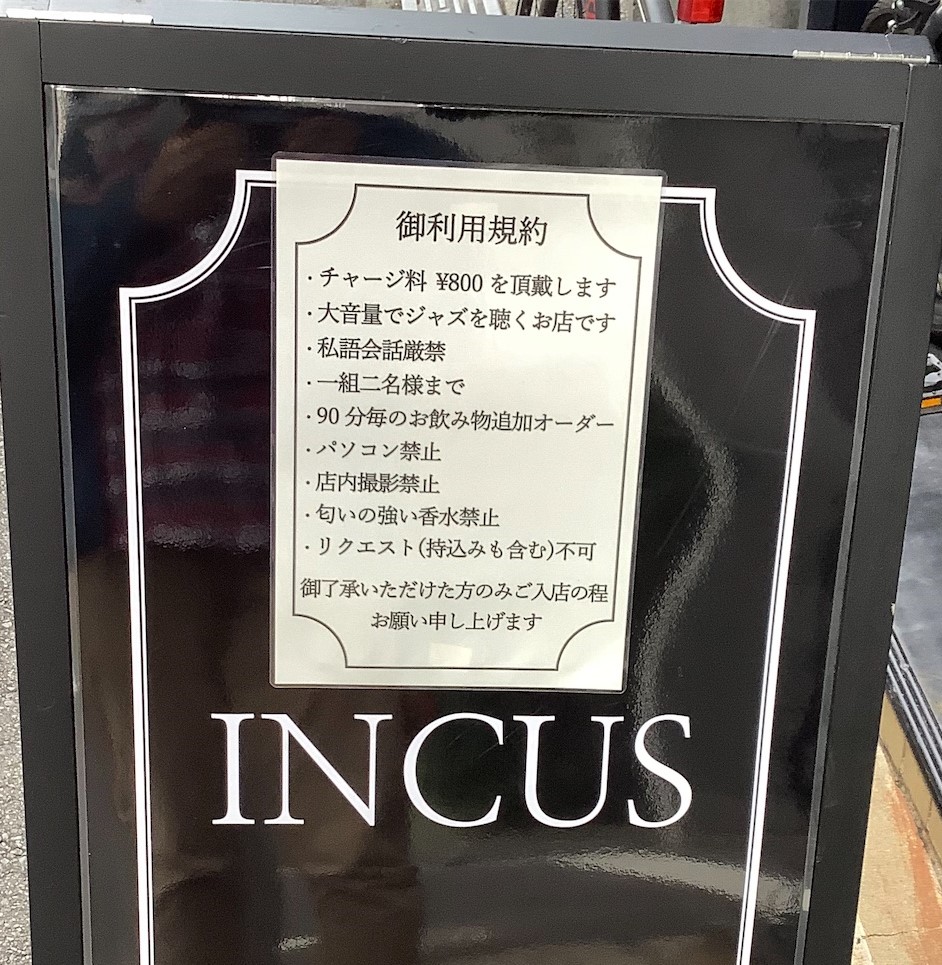 御利用規約
・チャージ料 ¥800 を頂戴します
・大音量でジャズを聴くお店です
・私語会話厳禁
・一組二名様まで
・90 分毎のお飲み物追加オーダー
・パソコン禁止
・店内撮影禁止
・匂いの強い香水禁止
・リクエスト(持込みも含む)不可
御了承いただけた方のみご入店の程
お願い申し上げます
INCUS